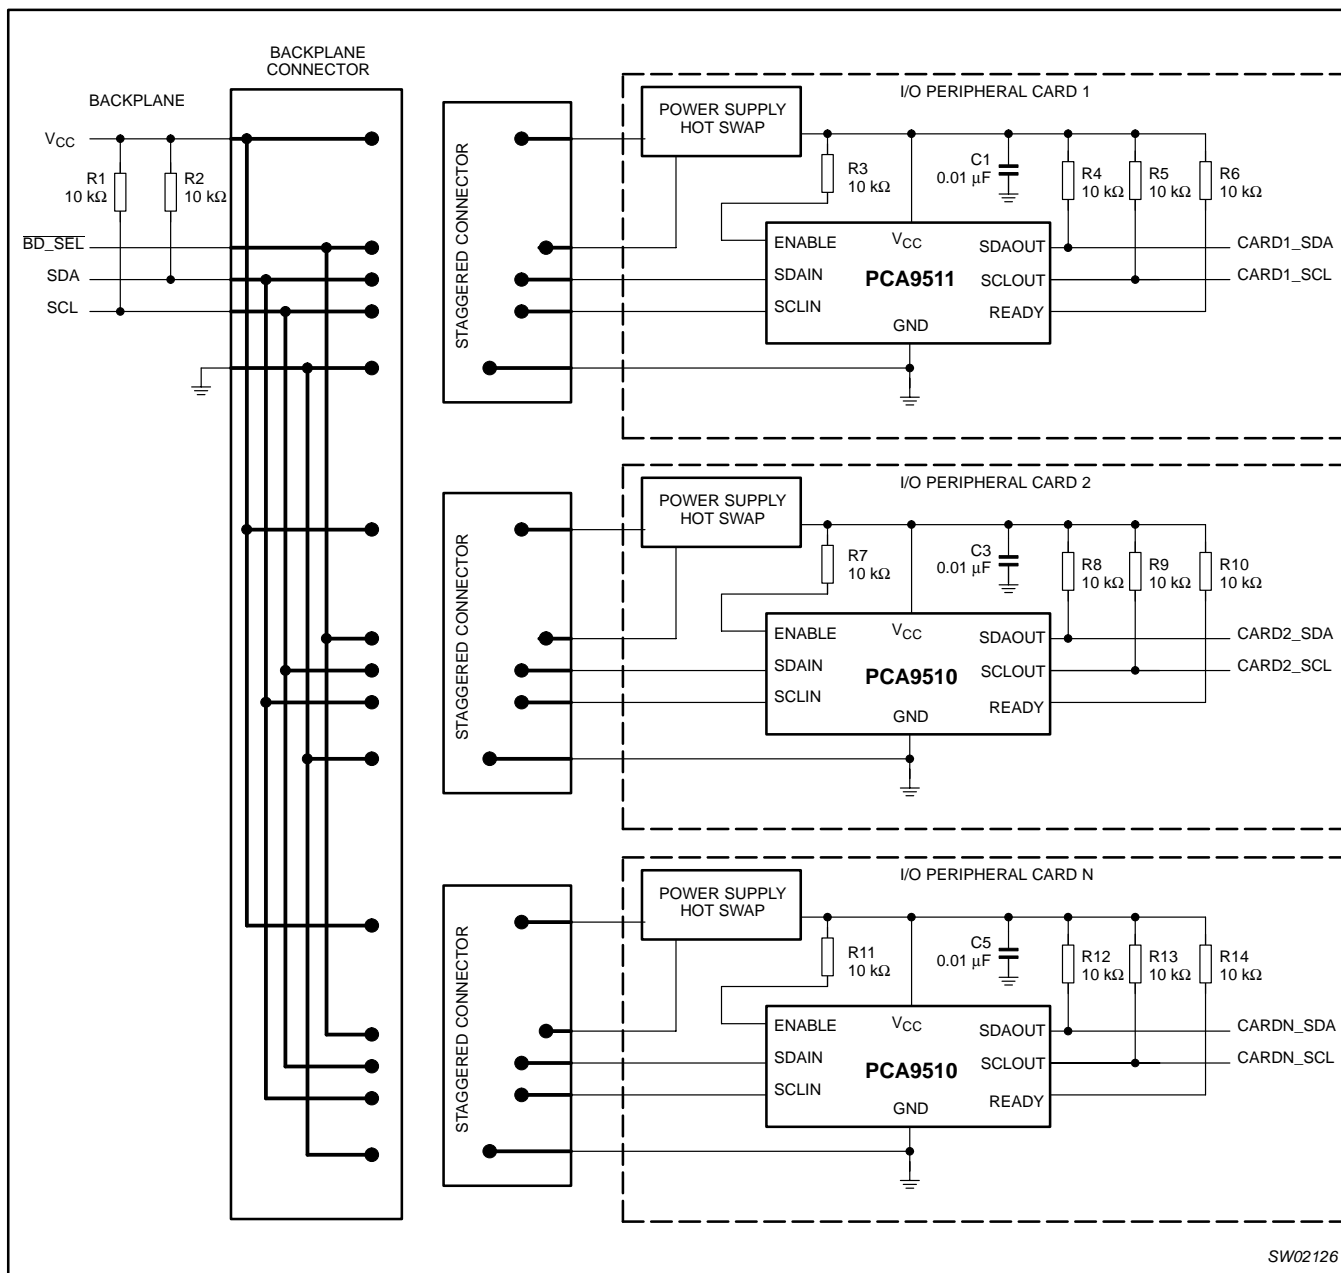 BACKPLANE
CONNECTOR
BACKPLANE
VCC
R1
10 kΩ
R2
10 kΩ
BD_SEL
SDA
SCL
STAGGERED CONNECTOR
I/O PERIPHERAL CARD 1
POWER SUPPLY
HOT SWAP
R3
10 kΩ
C1
0.01 µF
R4
10 kΩ
R5
10 kΩ
R6
10 kΩ
ENABLE
VCC
SDAOUT
CARD1_SDA
SDAIN
PCA9511
SCLOUT
CARD1_SCL
SCLIN
GND
READY
STAGGERED CONNECTOR
I/O PERIPHERAL CARD 2
POWER SUPPLY
HOT SWAP
R7
10 kΩ
C3
0.01 µF
R8
10 kΩ
R9
10 kΩ
R10
10 kΩ
ENABLE
VCC
SDAOUT
CARD2_SDA
SDAIN
PCA9510
SCLOUT
CARD2_SCL
SCLIN
GND
READY
STAGGERED CONNECTOR
I/O PERIPHERAL CARD N
POWER SUPPLY
HOT SWAP
R11
10 kΩ
C5
0.01 µF
R12
10 kΩ
R13
10 kΩ
R14
10 kΩ
ENABLE
VCC
SDAOUT
CARDN_SDA
SDAIN
PCA9510
SCLOUT
CARDN_SCL
SCLIN
GND
READY
SW02126